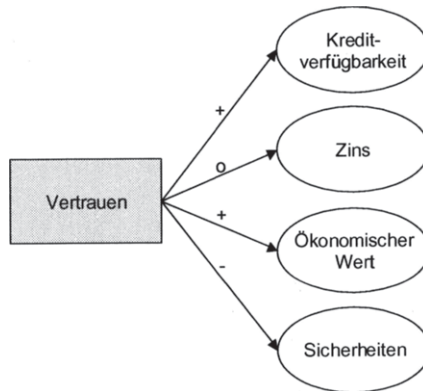 Kredit-
verfügbarkeit
+
Zins
o
Vertrauen
+
Ökonomischer
Wert
-
Sicherheiten